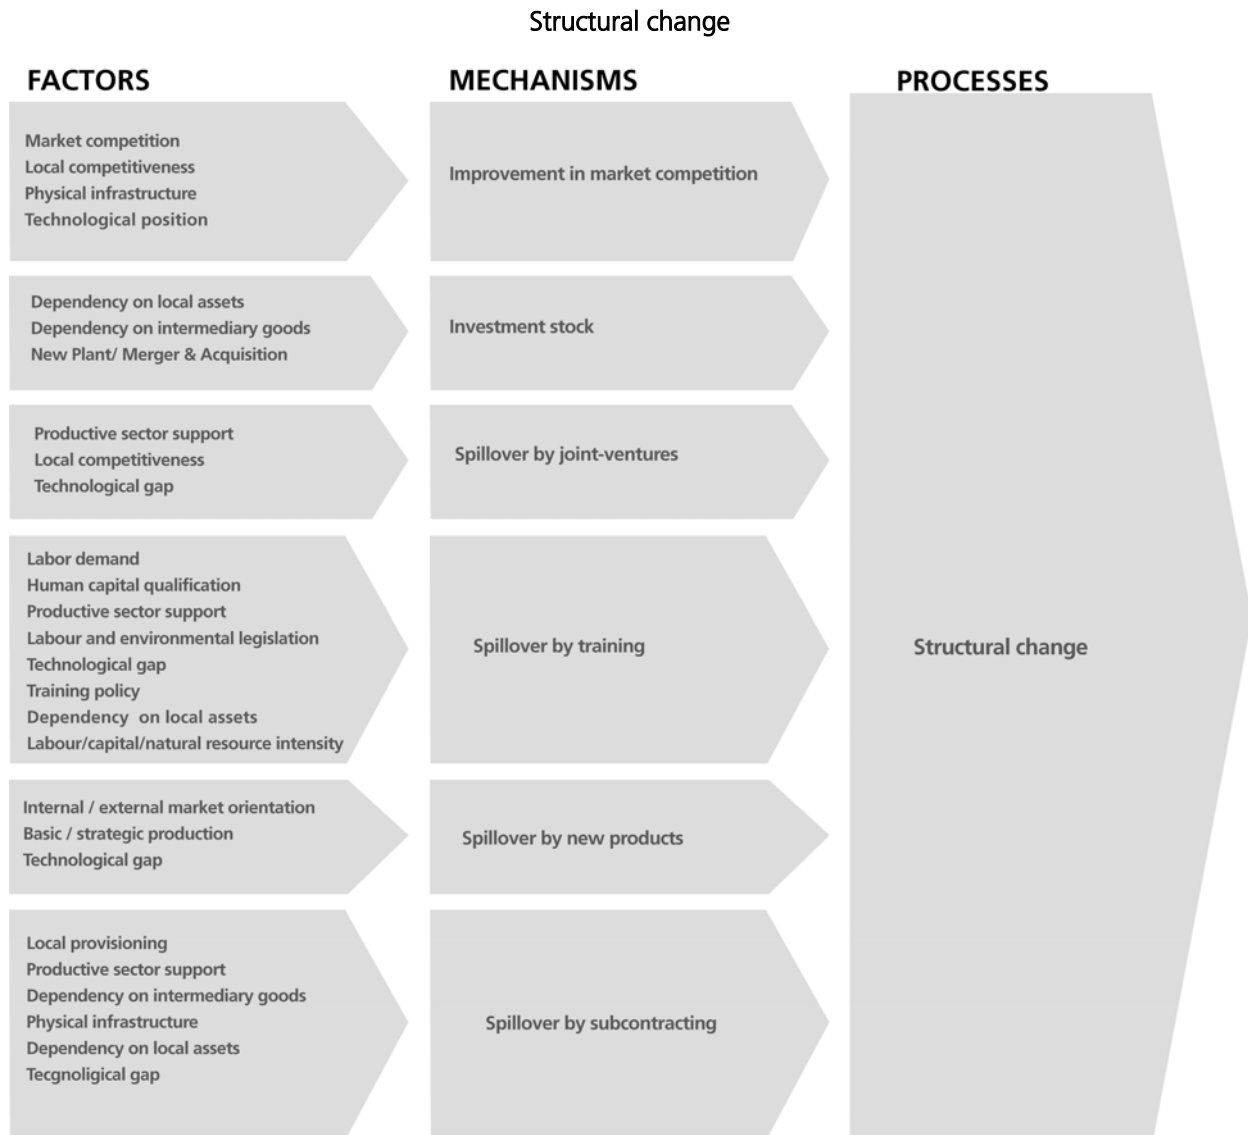 Structural change
FACTORS
MECHANISMS
PROCESSES
Market competition
Local competitiveness
Physical infrastructure
Technological position
Improvement in market competition
Dependency on local assets
Dependency on intermediary goods
New Plant/ Merger & Acquisition
Investment stock
Productive sector support
Local competitiveness
Technological gap
Spillover by joint-ventures
Labor demand
Human capital qualification
Productive sector support
Labour and environmental legislation
Technological gap
Training policy
Dependency on local assets
Labour/capital/natural resource intensity
Spillover by training
Structural change
Internal / external market orientation
Basic / strategic production
Technological gap
Spillover by new products
Local provisioning
Productive sector support
Dependency on intermediary goods
Physical infrastructure
Dependency on local assets
Tecgnoligical gap
Spillover by subcontracting